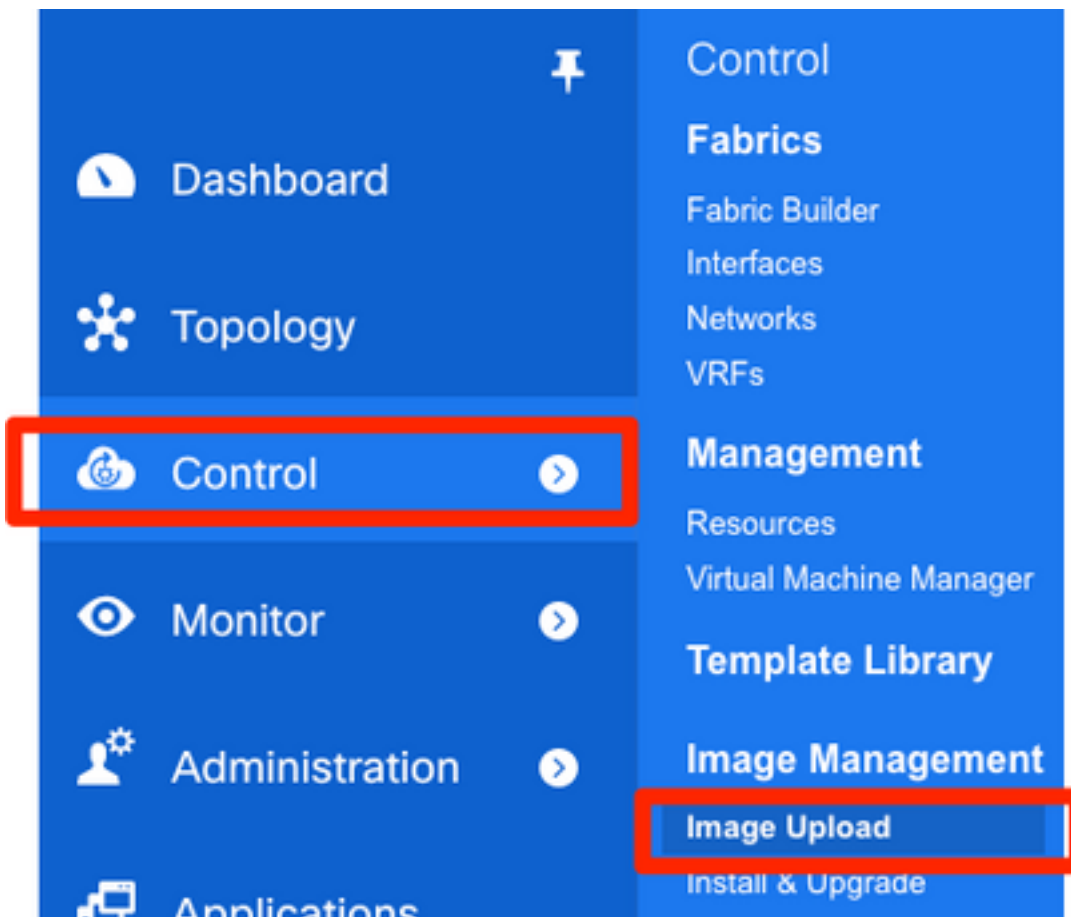 Dashboard
Topology
Control
Monitor
Administration
Applications
Control
Fabrics
Fabric Builder
Interfaces
Networks
VRFs
Management
Resources
Virtual Machine Manager
Template Library
Image Management
Image Upload
Install & Upgrade